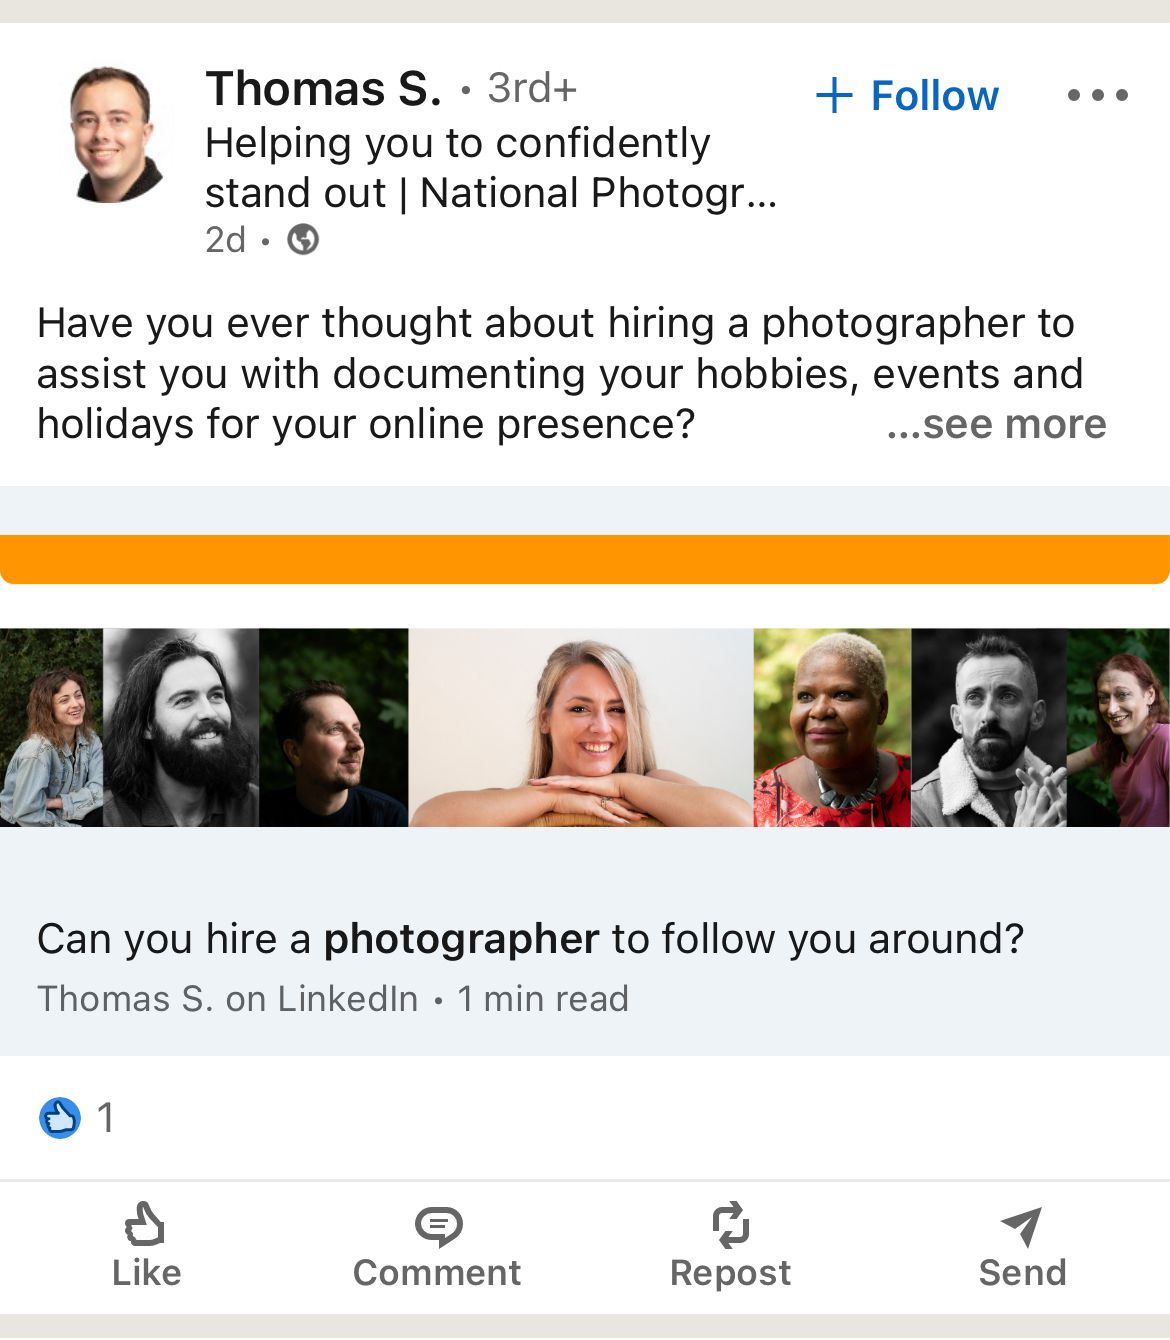 Thomas S. • 3rd+
+ Follow
Helping you to confidently
stand out | National Photogr...
2d •
Have you ever thought about hiring a photographer to
assist you with documenting your hobbies, events and
holidays for your online presence?
...see more
Can you hire a photographer to follow you around?
Thomas S. on LinkedIn • 1 min read
1
Like
Comment
Repost
Send